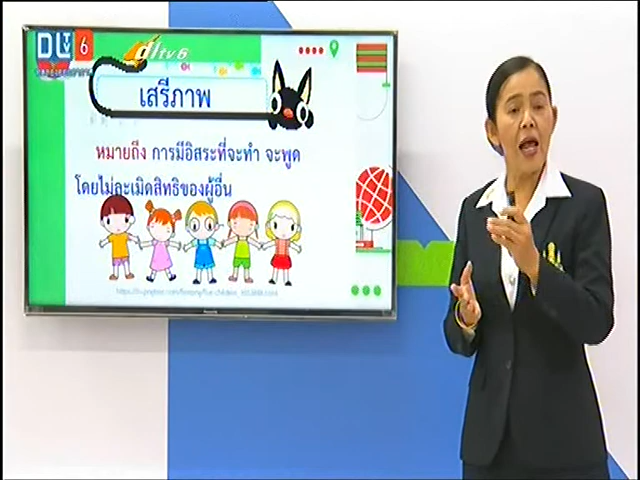 DLTV 6
dltv 6
เสรีภาพ
หมายถึง การมีอิสระที่จะทำ จะพูด
โดยไม่ละเมิดสิทธิของผู้อื่น